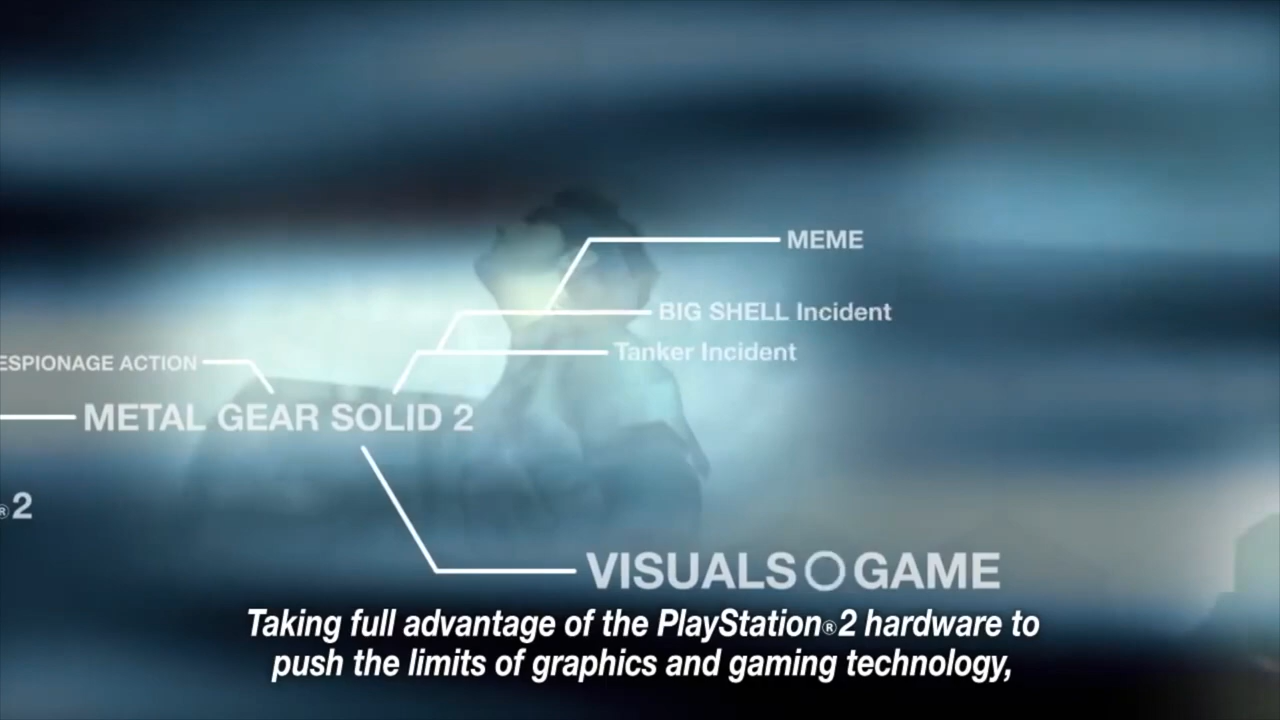 MEME
BIG SHELL Incident
Tanker Incident
ESPIONAGE ACTION
METAL GEAR SOLID 2
®2
VISUALS○GAME
Taking full advantage of the PlayStation®2 hardware to
push the limits of graphics and gaming technology,